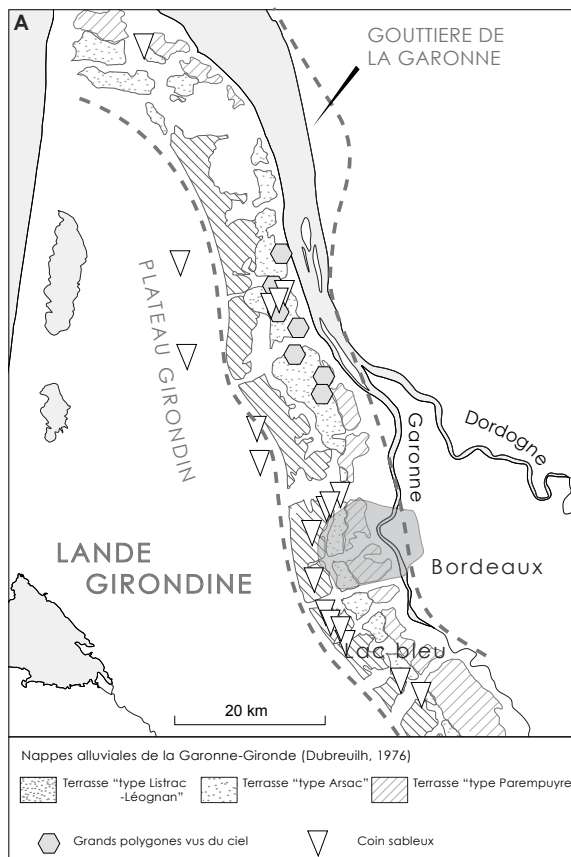 A
GOUTTIERE DE
LA GARONNE
PLATEAU GIRONDIN
Garonne
Dordogne
LANDE
GIRONDINE
Bordeaux
Lac bleu
20 km
Nappes alluviales de la Garonne-Gironde (Dubreuilh, 1976)
Terrasse “type Listrac
-Léognan”
Terrasse “type Arsac”
Terrasse “type Parempuyre
Grands polygones vus du ciel
Coin sableux